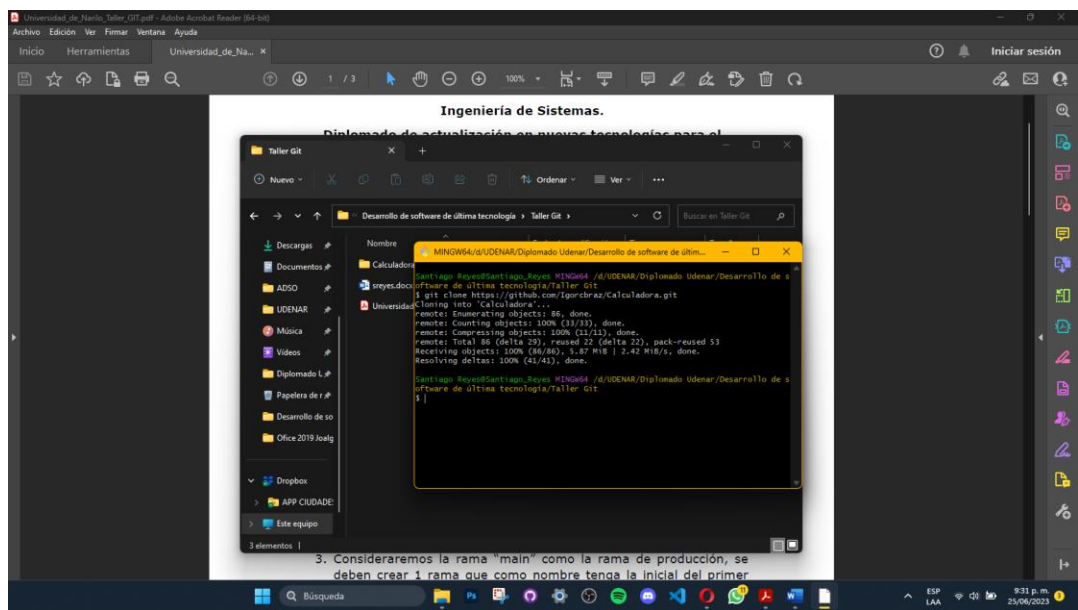 Universidad_de_Nariño_Taller_GIT.pdf - Adobe Acrobat Reader (64-bit)
Archivo Edición Ver Firmar Ventana Ayuda
Inicio Herramientas Universidad_de_Na... × Iniciar sesión
1 / 3 100%
Ingeniería de Sistemas.
Diplomado de actualización en nuevas tecnologías para el
Taller Git
Nuevo Ordenar Ver ...
Desarrollo de software de última tecnología > Taller Git > Buscar en Taller Git
Nombre
Descargas
Documentos
ADSO
UDENAR
Música
Videos
Diplomado L
Papelera de r
Desarrollo de so
Ofice 2019 Joalg
Dropbox
APP CIUDADE
Este equipo
Calculadora
sreyes.docx
Universidad
3 elementos
MINGW64:/d/UDENAR/Diplomado Udenar/Desarrollo de software de últim...
Santiago Reyes@Santiago_Reyes MINGW64 /d/UDENAR/Diplomado Udenar/Desarrollo de s
oftware de última tecnología/Taller Git
$ git clone https://github.com/Igorcbraz/Calculadora.git
Cloning into 'Calculadora'...
remote: Enumerating objects: 86, done.
remote: Counting objects: 100% (33/33), done.
remote: Compressing objects: 100% (11/11), done.
remote: Total 86 (delta 29), reused 22 (delta 22), pack-reused 53
Receiving objects: 100% (86/86), 5.87 MiB | 2.42 MiB/s, done.
Resolving deltas: 100% (41/41), done.
Santiago Reyes@Santiago_Reyes MINGW64 /d/UDENAR/Diplomado Udenar/Desarrollo de s
oftware de última tecnología/Taller Git
$
3. Consideraremos la rama "main" como la rama de producción, se
deben crear 1 rama que como nombre tenga la inicial del primer
Búsqueda
ESP
LAA
9:31 p. m.
25/06/2023